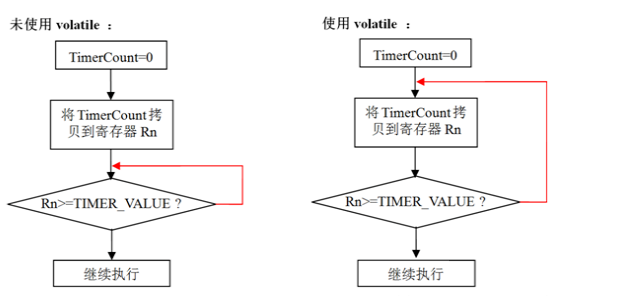 未使用 volatile ：
TimerCount=0
将 TimerCount 拷
贝到寄存器 Rn
Rn>=TIMER_VALUE ?
继续执行
使用 volatile ：
TimerCount=0
将 TimerCount 拷
贝到寄存器 Rn
Rn>=TIMER_VALUE ?
继续执行